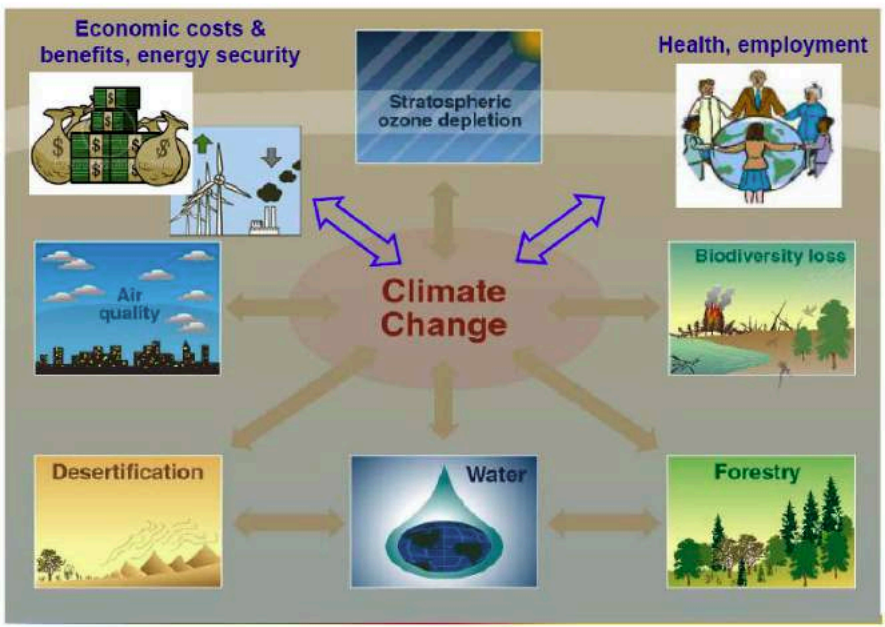 Economic costs &
benefits, energy security
Health, employment
Stratospheric
ozone depletion
$
$
$
$
$
$
$
Air
quality
Climate
Change
Biodiversity loss
Desertification
Water
Forestry